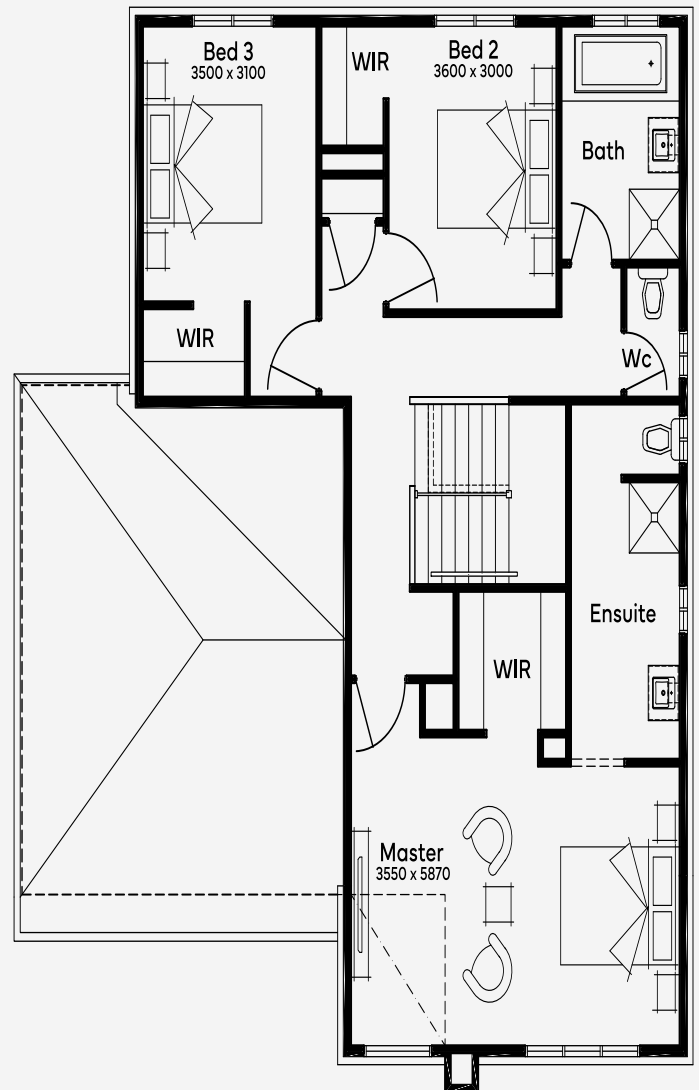 Bed 3
3500 x 3100
WIR
Bed 2
3600 x 3000
Bath
WIR
Wc
Ensuite
WIR
Master
3550 x 5870